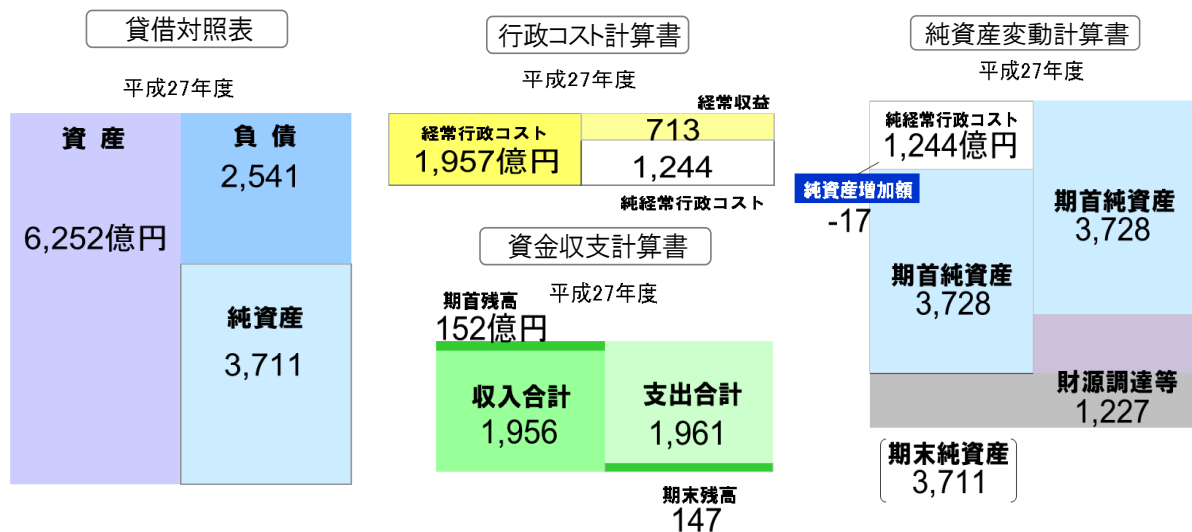 貸借対照表
平成27年度
資産
6,252億円
負債
2,541
純資産
3,711
行政コスト計算書
平成27年度
経常収益
経常行政コスト
1,957億円
713
1,244
純経常行政コスト
資金収支計算書
平成27年度
期首残高
152億円
収入合計
1,956
支出合計
1,961
期末残高
147
純資産変動計算書
平成27年度
純経常行政コスト
1,244億円
純資産増加額
-17
期首純資産
3,728
期首純資産
3,728
財源調達等
1,227
期末純資産
3,711